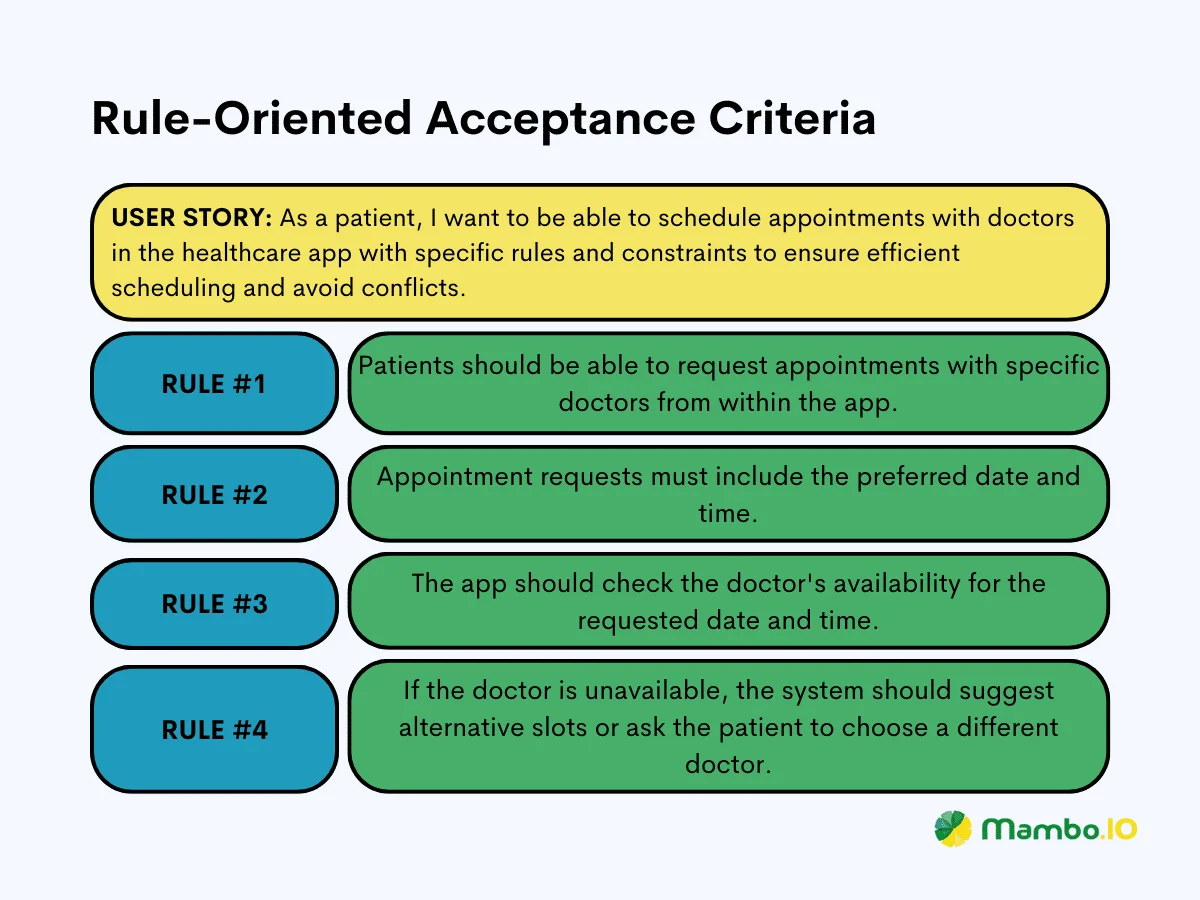 Rule-Oriented Acceptance Criteria
USER STORY: As a patient, I want to be able to schedule appointments with doctors
in the healthcare app with specific rules and constraints to ensure efficient
scheduling and avoid conflicts.
RULE #1
Patients should be able to request appointments with specific
doctors from within the app.
RULE #2
Appointment requests must include the preferred date and
time.
RULE #3
The app should check the doctor's availability for the
requested date and time.
RULE #4
If the doctor is unavailable, the system should suggest
alternative slots or ask the patient to choose a different
doctor.
Mambo.IO